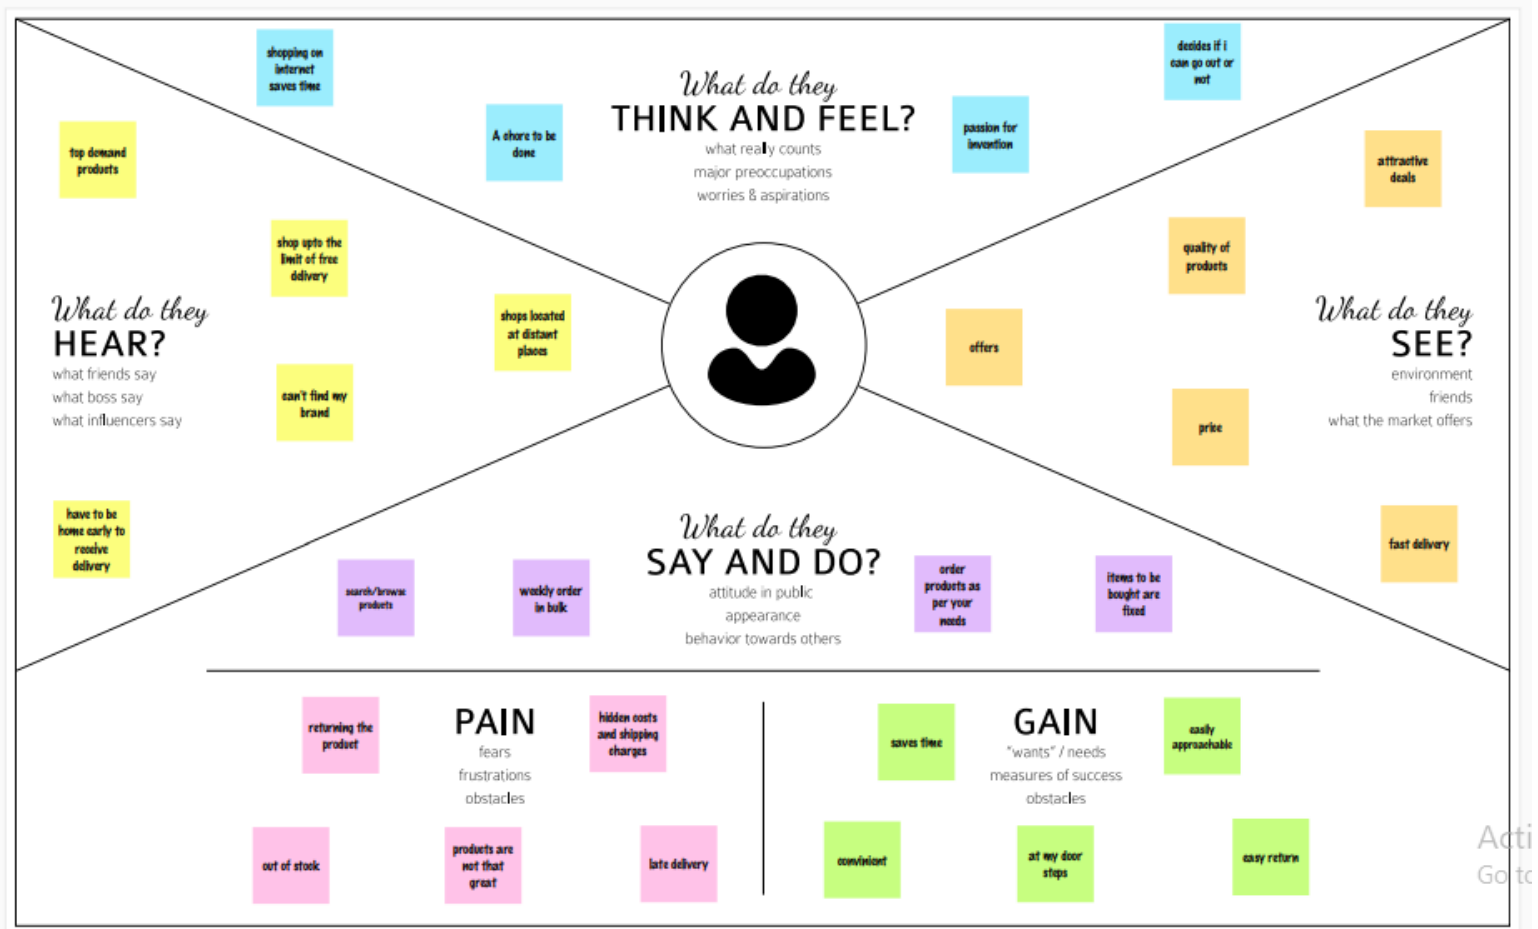 shopping on
internet
saves time
A chore to be
done
What do they
THINK AND FEEL?
what really counts
major preoccupations
worries & aspirations
passion for
invention
decides if i
can go out or
not
top demand
products
shop upto the
limit of free
delivery
shops located
at distant
places
What do they
HEAR?
what friends say
what boss say
what influencers say
can't find my
brand
have to be
home early to
receive
delivery
attractive
deals
quality of
products
offers
What do they
SEE?
environment
friends
what the market offers
price
fast delivery
What do they
SAY AND DO?
attitude in public
appearance
behavior towards others
search/browse
products
weekly order
in bulk
order
products as
per your
needs
items to be
bought are
fixed
returning the
product
PAIN
fears
frustrations
obstacles
hidden costs
and shipping
charges
out of stock
products are
not that
great
late delivery
saves time
GAIN
"wants" / needs
measures of success
obstacles
easily
approachable
convinient
at my door
steps
easy return
Acti
Go to